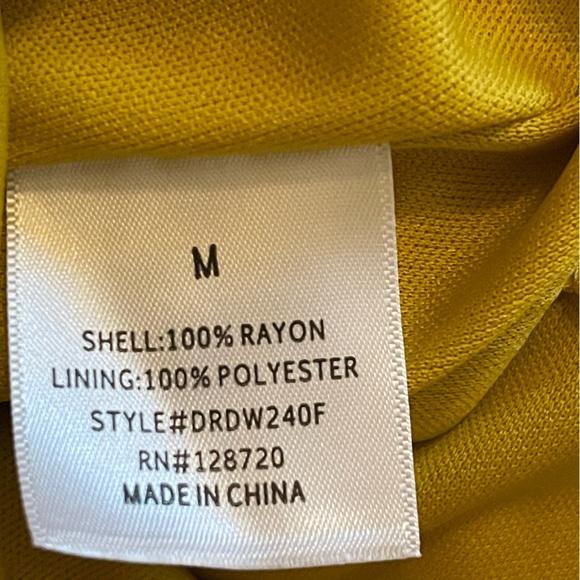 M
SHELL:100% RAYON
LINING:100% POLYESTER
STYLE#DRDW240F
RN#128720
MADE IN CHINA